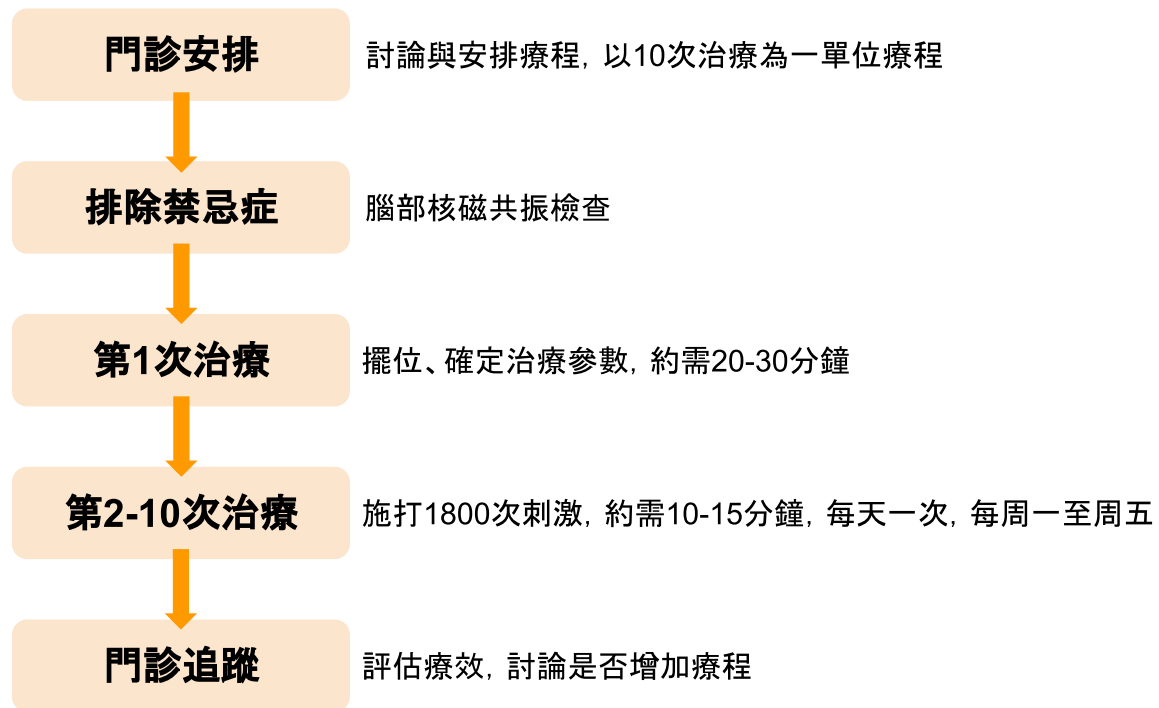 門診安排
討論與安排療程，以10次治療為一單位療程
排除禁忌症
腦部核磁共振檢查
第1次治療
擺位、確定治療參數，約需20-30分鐘
第2-10次治療
施打1800次刺激，約需10-15分鐘，每天一次，每周一至周五
門診追蹤
評估療效，討論是否增加療程